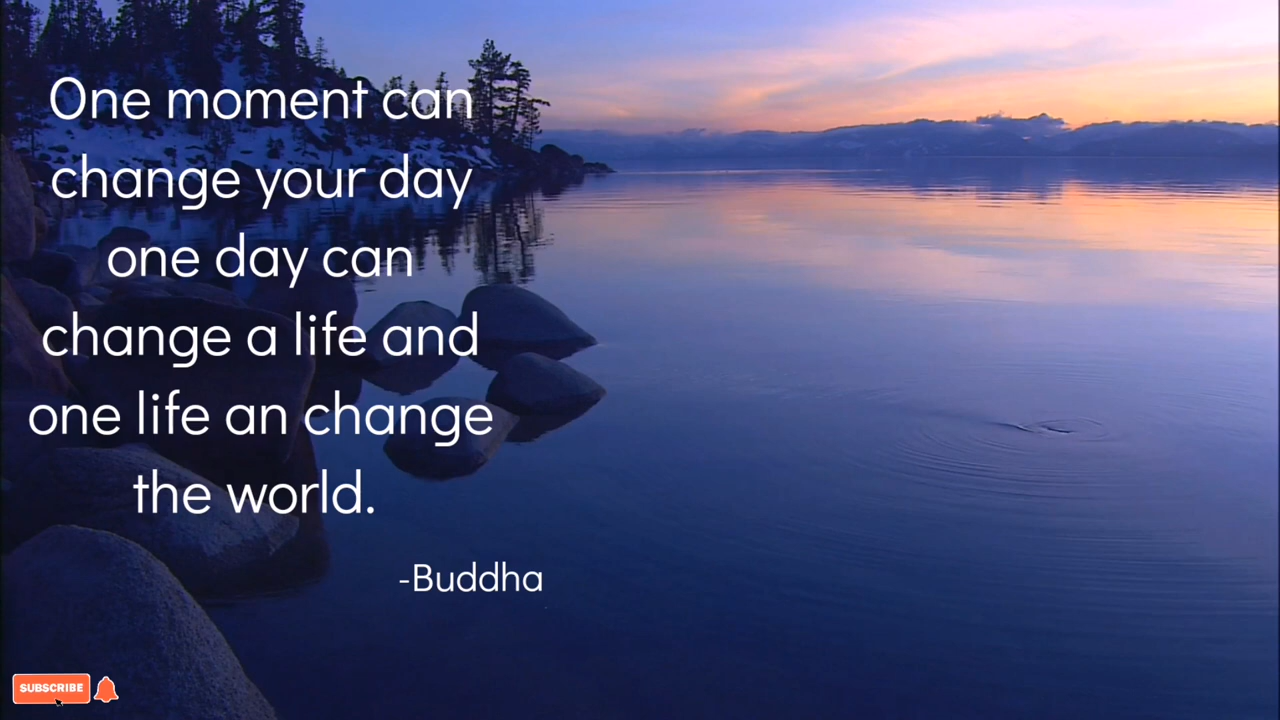 One moment can
change your day
one day can
change a life and
one life an change
the world.
-Buddha
SUBSCRIBE